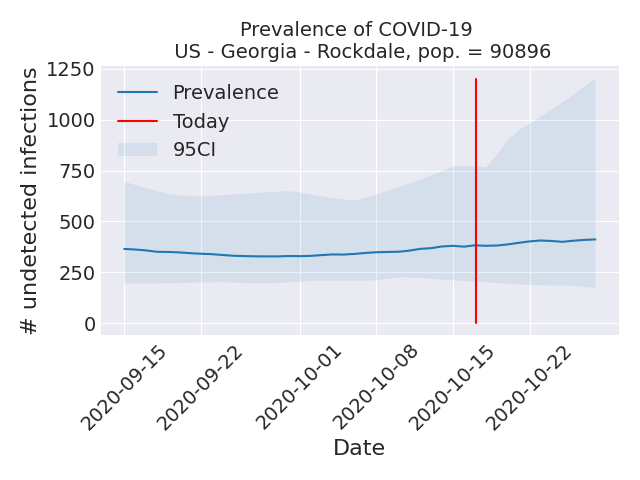 Prevalence of COVID-19
US - Georgia - Rockdale, pop. = 90896
1250
1000
750
500
250
0
# undetected infections
Prevalence
Today
95CI
2020-09-15
2020-09-22
2020-10-01
2020-10-08
2020-10-15
2020-10-22
Date